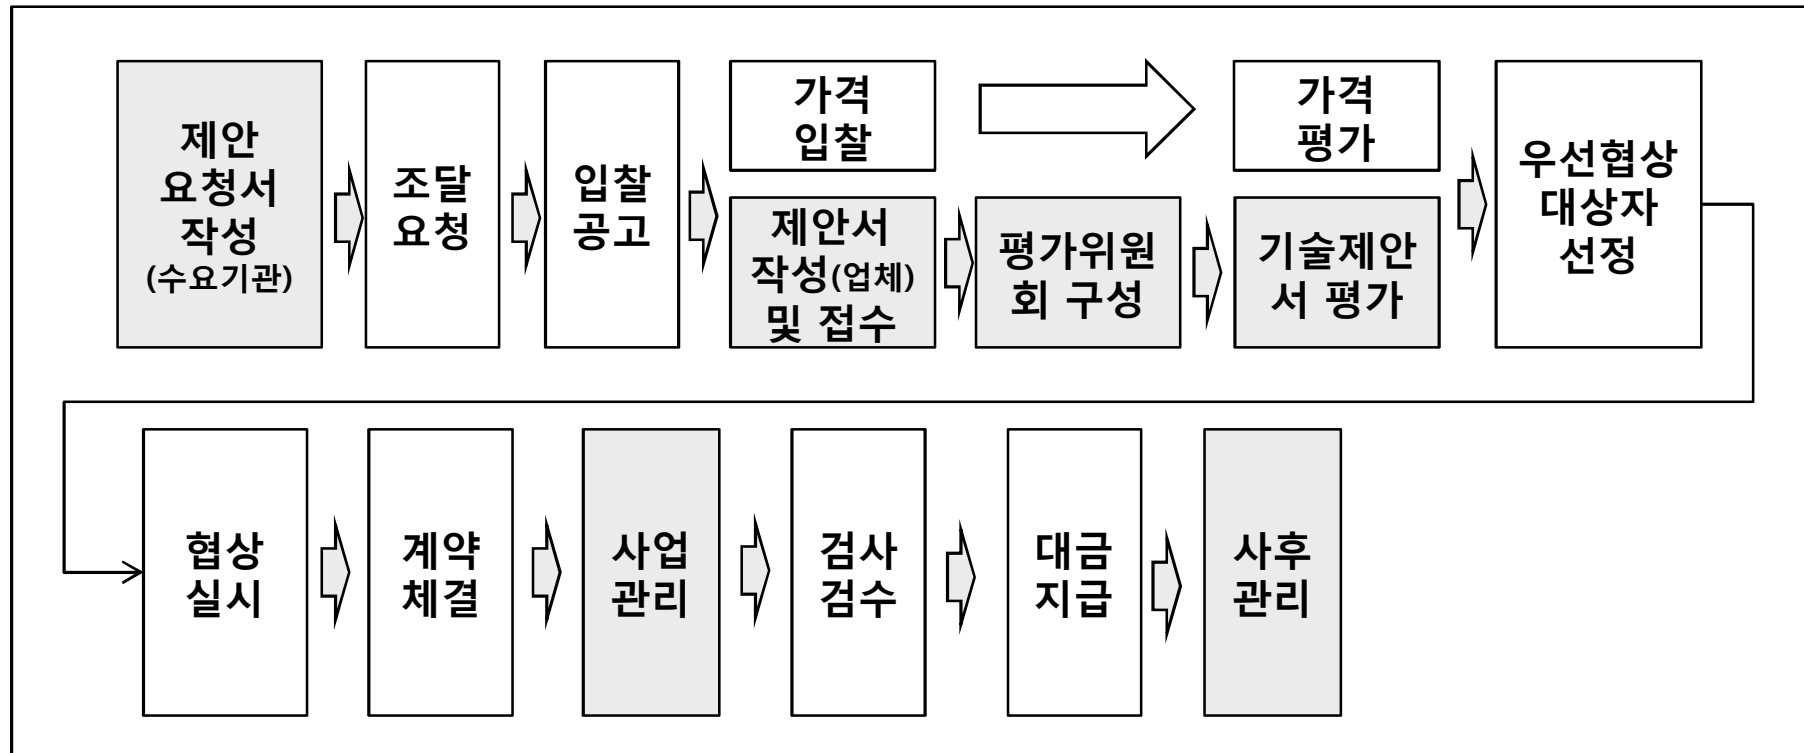 제안
요청서
작성
(수요기관)
조달
요청
입찰
공고
가격
입찰
제안서
작성(업체)
및 접수
평가위원
회 구성
가격
평가
기술제안
서 평가
우선협상
대상자
선정
협상
실시
계약
체결
사업
관리
검사
검수
대금
지급
사후
관리